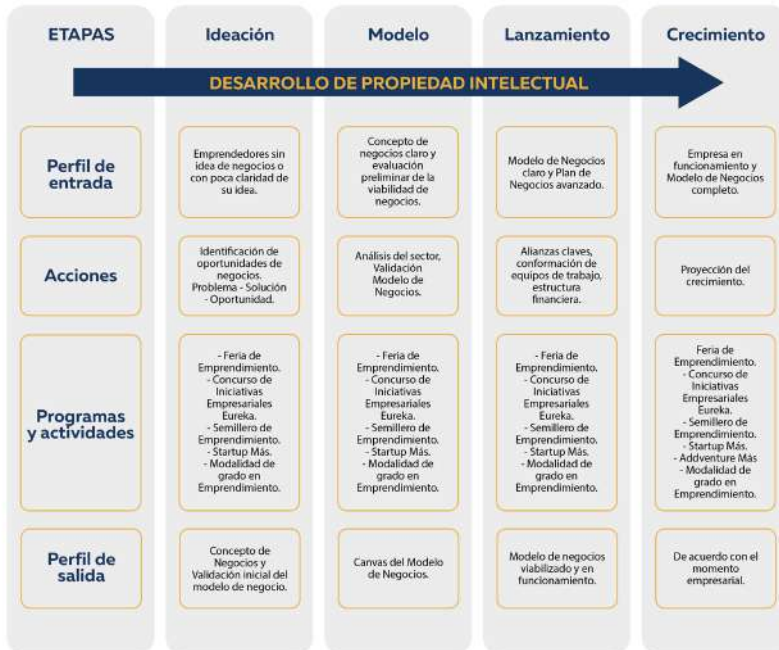 ETAPAS
Ideación
Modelo
Lanzamiento
Crecimiento
DESARROLLO DE PROPIEDAD INTELECTUAL
Perfil de
entrada
Emprendedores sin
idea de negocios o
con poca claridad de
su idea.
Concepto de
negocios claro y
evaluación
preliminar de la
viabilidad de
negocios.
Modelo de Negocios
claro y Plan de
Negocios avanzado.
Empresa en
funcionamiento y
Modelo de Negocios
completo.
Acciones
Identificación de
oportunidades de
negocios.
Problema - Solución
- Oportunidad.
Análisis del sector,
Validación
Modelo de
Negocios.
Alianzas claves,
conformación de
equipos de trabajo,
estructura
financiera.
Proyección del
crecimiento.
Programas
y actividades
- Feria de
Emprendimiento.
- Concurso de
Iniciativas
Empresariales
Eureka.
- Semillero de
Emprendimiento.
- Startup Más.
- Modalidad de
grado en
Emprendimiento.
- Feria de
Emprendimiento.
- Concurso de
Iniciativas
Empresariales
Eureka.
- Semillero de
Emprendimiento.
- Startup Más.
- Modalidad de
grado en
Emprendimiento.
- Feria de
Emprendimiento.
- Concurso de
Iniciativas
Empresariales
Eureka.
- Semillero de
Emprendimiento.
- Startup Más.
- Modalidad de
grado en
Emprendimiento.
Feria de
Emprendimiento.
- Concurso de
Iniciativas
Empresariales
Eureka.
- Semillero de
Emprendimiento.
- Startup Más.
- Addventure Más
- Modalidad de
grado en
Emprendimiento.
Perfil de
salida
Concepto de
Negocios y
Validación inicial del
modelo de negocio.
Canvas del Modelo
de Negocios.
Modelo de negocios
viabilizado y en
funcionamiento.
De acuerdo con el
momento
empresarial.